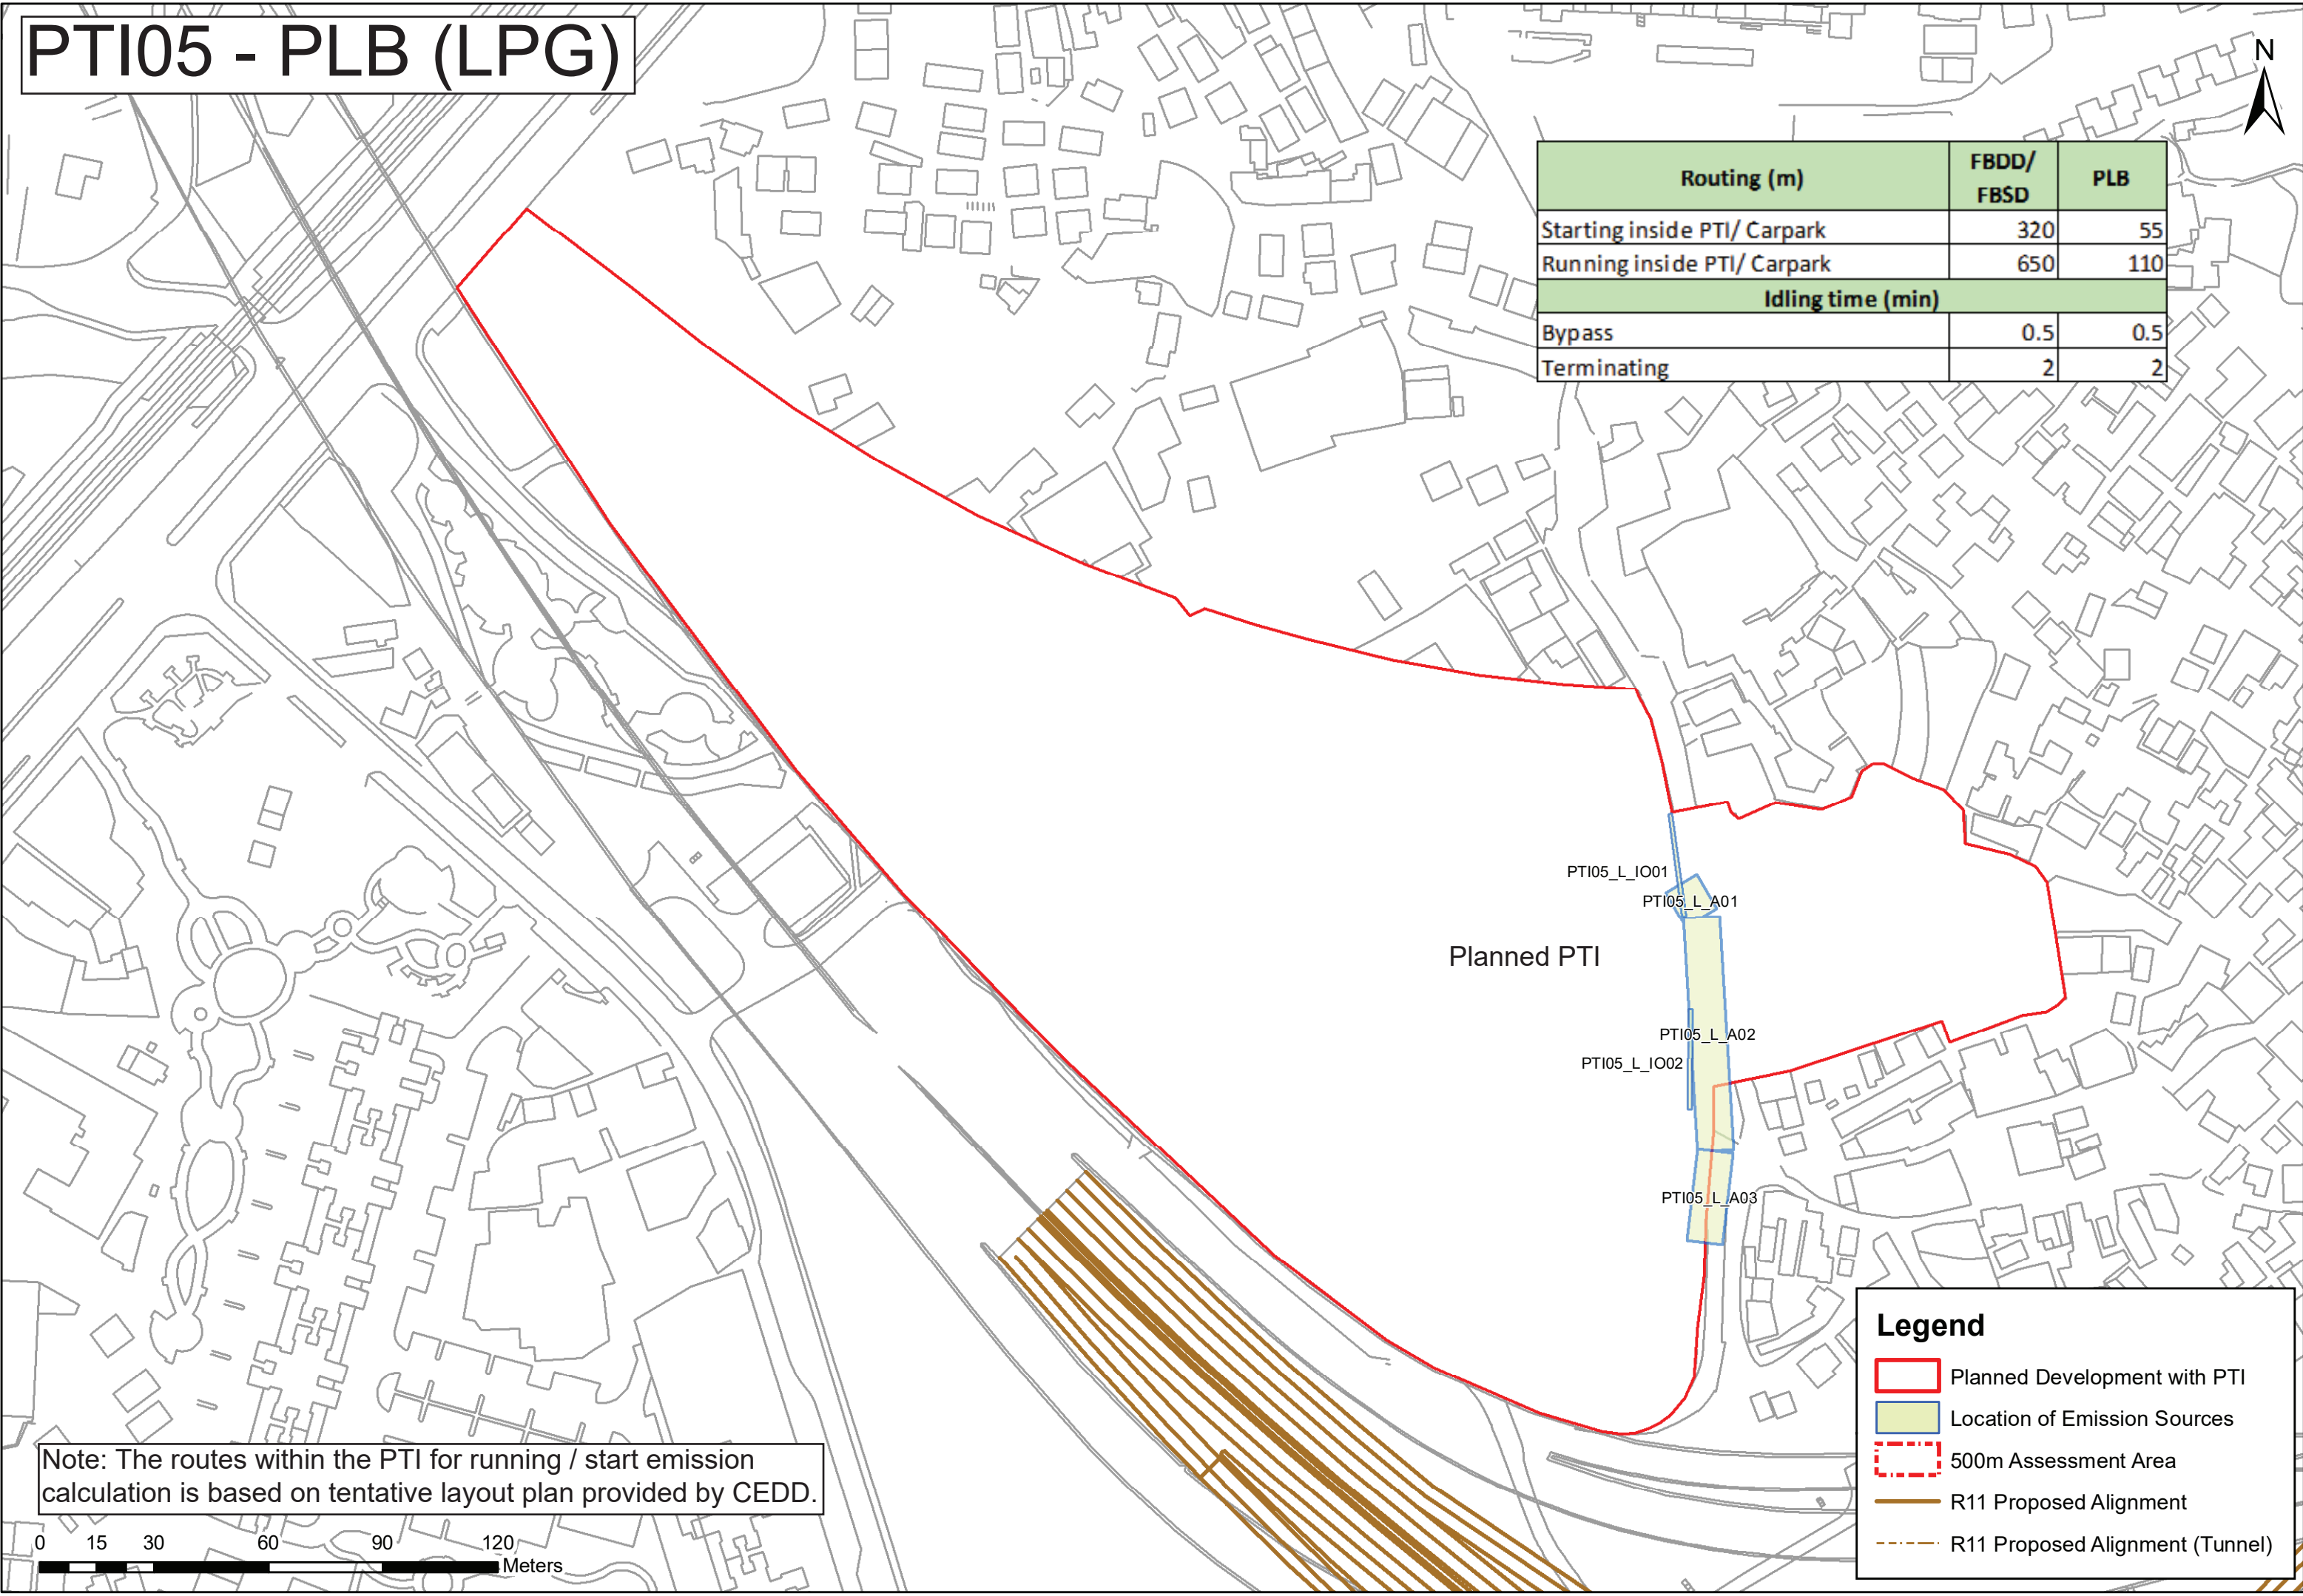 PTI05 - PLB (LPG)
N
Routing (m) FBDD/ FBSD PLB
Starting inside PTI/ Carpark 320 55
Running inside PTI/ Carpark 650 110
Idling time (min)
Bypass 0.5 0.5
Terminating 2 2
PTI05_L_IO01
PTI05_L_A01
Planned PTI
PTI05_L_A02
PTI05_L_IO02
PTI05_L_A03
Legend
Planned Development with PTI
Location of Emission Sources
500m Assessment Area
R11 Proposed Alignment
R11 Proposed Alignment (Tunnel)
Note: The routes within the PTI for running / start emission
calculation is based on tentative layout plan provided by CEDD.
0 15 30 60 90 120
Meters